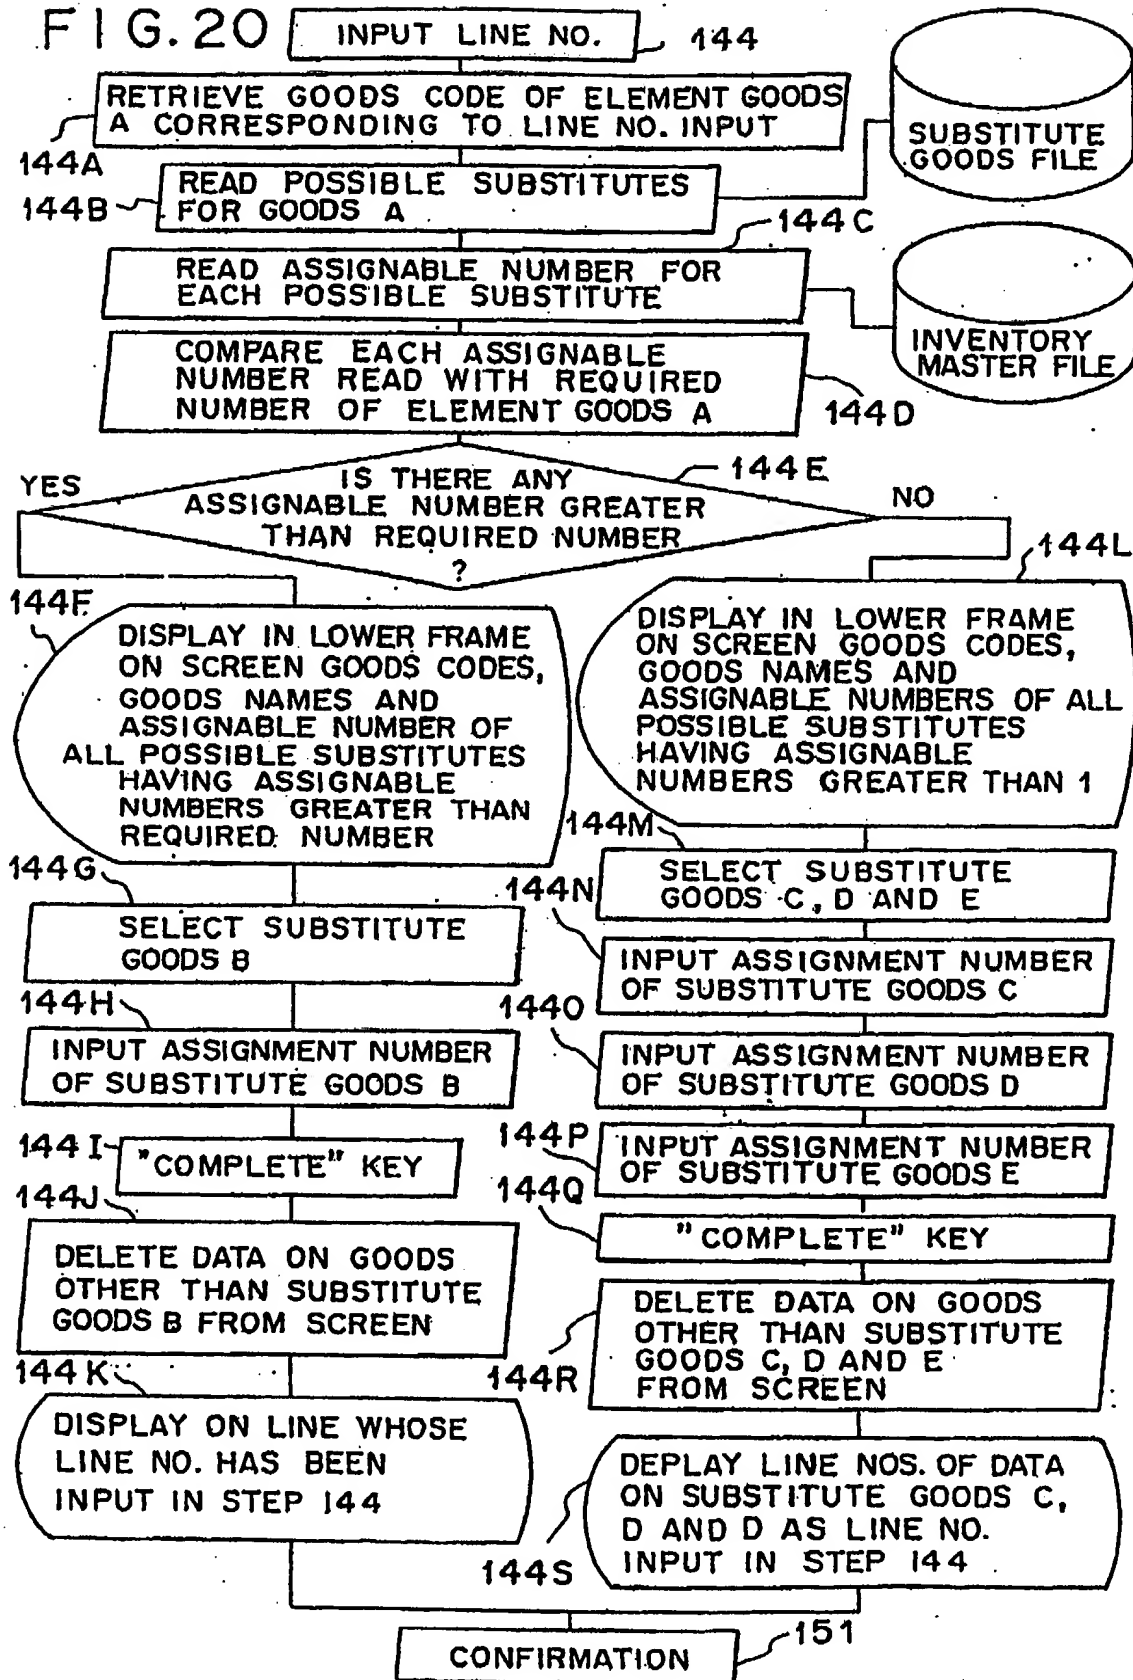 FIG.20
INPUT LINE NO.
144
RETRIEVE GOODS CODE OF ELEMENT GOODS
A CORRESPONDING TO LINE NO. INPUT
144A
SUBSTITUTE
GOODS FILE
READ POSSIBLE SUBSTITUTES
FOR GOODS A
144B
144C
READ ASSIGNABLE NUMBER FOR
EACH POSSIBLE SUBSTITUTE
INVENTORY
MASTER FILE
COMPARE EACH ASSIGNABLE
NUMBER READ WITH REQUIRED
NUMBER OF ELEMENT GOODS A
144D
IS THERE ANY
ASSIGNABLE NUMBER GREATER
THAN REQUIRED NUMBER
?
144E
YES
NO
144F
DISPLAY IN LOWER FRAME
ON SCREEN GOODS CODES,
GOODS NAMES AND
ASSIGNABLE NUMBER OF
ALL POSSIBLE SUBSTITUTES
HAVING ASSIGNABLE
NUMBERS GREATER THAN
REQUIRED NUMBER
144G
SELECT SUBSTITUTE
GOODS B
144H
INPUT ASSIGNMENT NUMBER
OF SUBSTITUTE GOODS B
144I
"COMPLETE" KEY
144J
DELETE DATA ON GOODS
OTHER THAN SUBSTITUTE
GOODS B FROM SCREEN
144K
DISPLAY ON LINE WHOSE
LINE NO. HAS BEEN
INPUT IN STEP 144
144L
DISPLAY IN LOWER FRAME
ON SCREEN GOODS CODES,
GOODS NAMES AND
ASSIGNABLE NUMBERS OF ALL
POSSIBLE SUBSTITUTES
HAVING ASSIGNABLE
NUMBERS GREATER THAN 1
144M
SELECT SUBSTITUTE
GOODS C, D AND E
144N
INPUT ASSIGNMENT NUMBER
OF SUBSTITUTE GOODS C
144O
INPUT ASSIGNMENT NUMBER
OF SUBSTITUTE GOODS D
144P
INPUT ASSIGNMENT NUMBER
OF SUBSTITUTE GOODS E
144Q
"COMPLETE" KEY
DELETE DATA ON GOODS
OTHER THAN SUBSTITUTE
GOODS C, D AND E
FROM SCREEN
144R
DEPLAY LINE NOS. OF DATA
ON SUBSTITUTE GOODS C,
D AND D AS LINE NO.
INPUT IN STEP 144
144S
CONFIRMATION
151